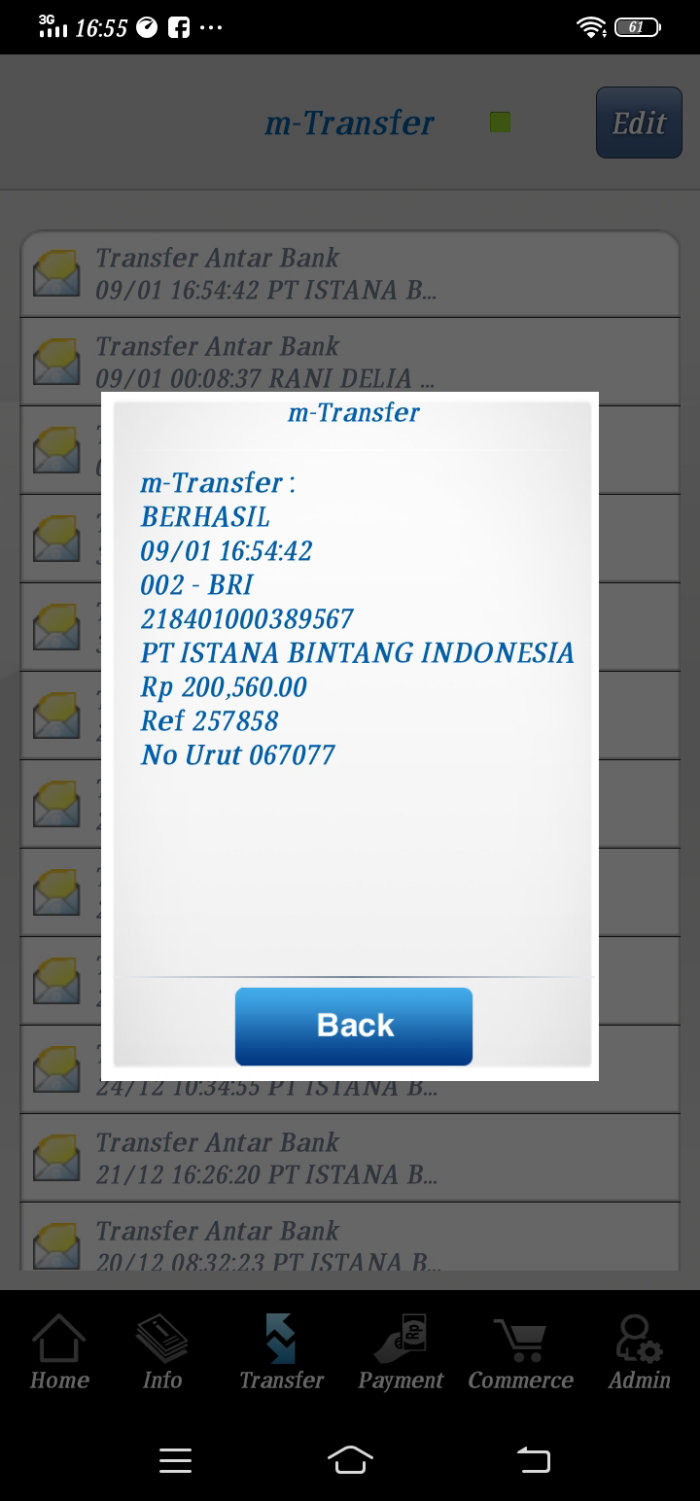 3G 16:55 61
m-Transfer
Edit
Transfer Antar Bank
09/01 16:54:42 PT ISTANA B...
Transfer Antar Bank
09/01 00:08:37 RANI DELIA ...
m-Transfer
m-Transfer :
BERHASIL
09/01 16:54:42
002 - BRI
218401000389567
PT ISTANA BINTANG INDONESIA
Rp 200,560.00
Ref 257858
No Urut 067077
Back
24/12 10:34:55 PT ISTANA B...
Transfer Antar Bank
21/12 16:26:20 PT ISTANA B...
Transfer Antar Bank
20/12 08:32:23 PT ISTANA B...
Home Info Transfer Payment Commerce Admin